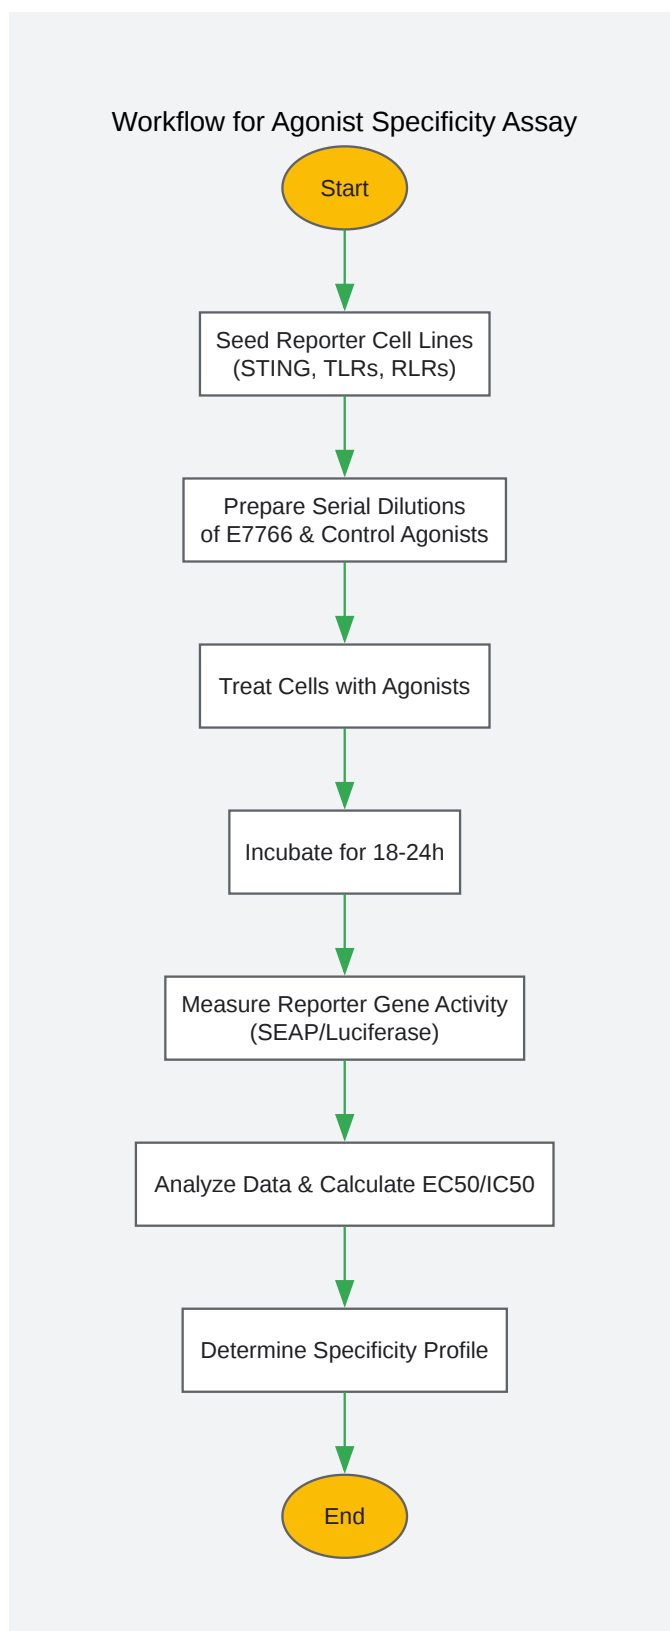 Workflow for Agonist Specificity Assay
Start
Seed Reporter Cell Lines
(STING, TLRs, RLRs)
Prepare Serial Dilutions
of E7766 & Control Agonists
Treat Cells with Agonists
Incubate for 18-24h
Measure Reporter Gene Activity
(SEAP/Luciferase)
Analyze Data & Calculate EC50/IC50
Determine Specificity Profile
End